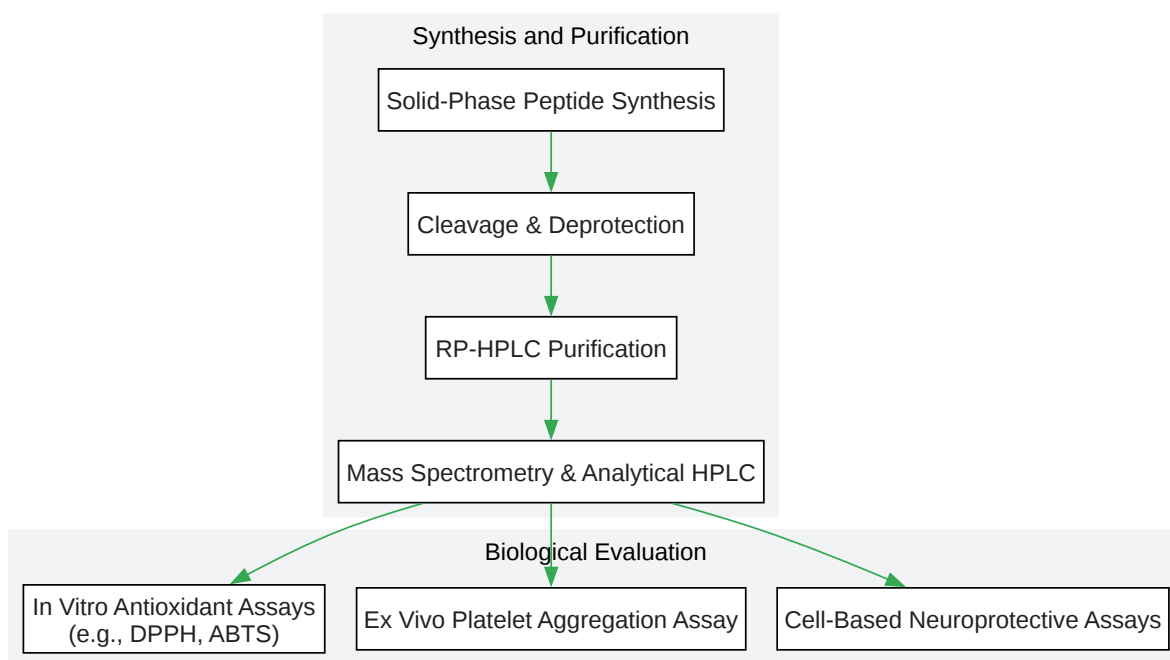 Synthesis and Purification
Solid-Phase Peptide Synthesis
Cleavage & Deprotection
RP-HPLC Purification
Mass Spectrometry & Analytical HPLC
Biological Evaluation
In Vitro Antioxidant Assays
(e.g., DPPH, ABTS)
Ex Vivo Platelet Aggregation Assay
Cell-Based Neuroprotective Assays